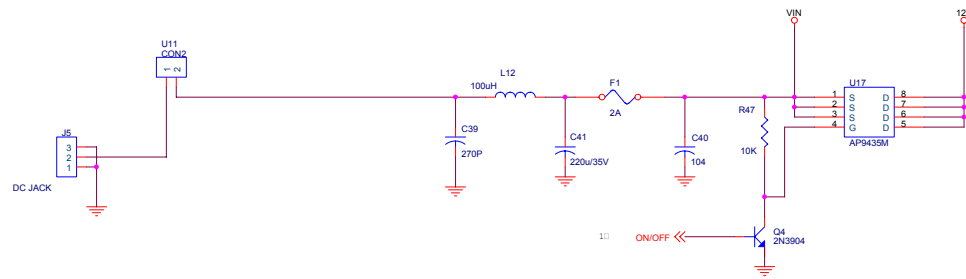 VIN
12
U11
CON2
1
2
L12
100uH
F1
2A
U17
1
2
3
4
S
S
S
G
D
D
D
D
8
7
6
5
AP9435M
R47
10K
C39
270P
C41
220u/35V
C40
104
J5
3
2
1
DC JACK
1
ON/OFF
Q4
2N3904